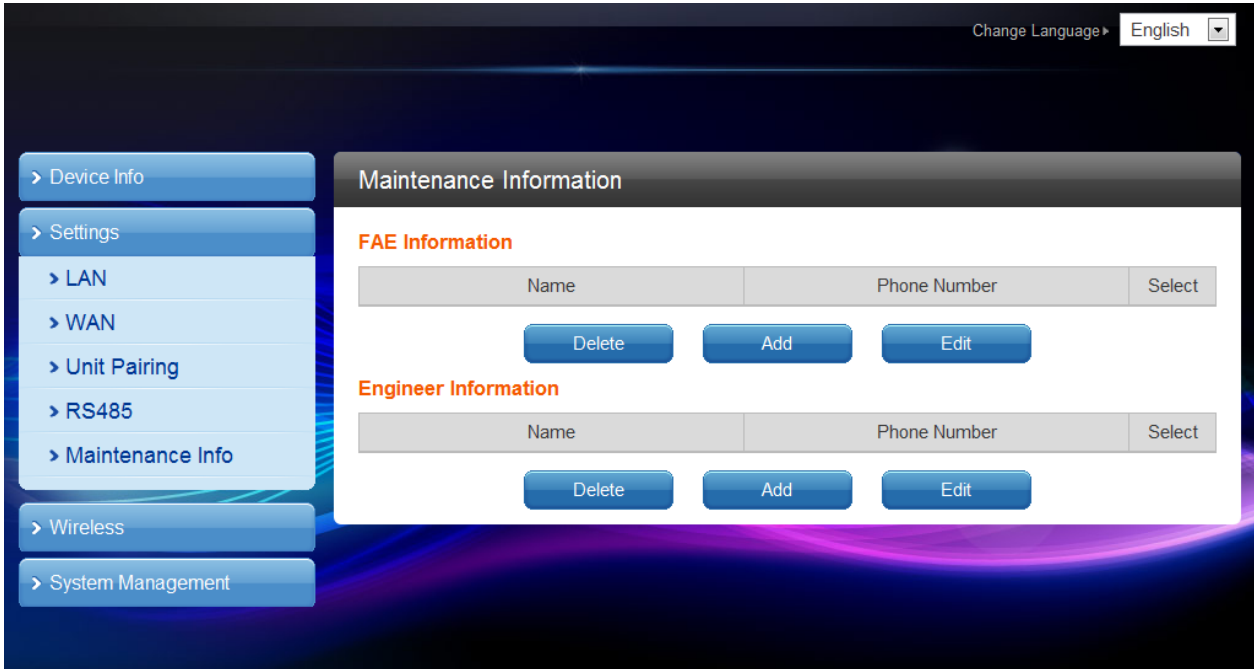 Change Language
English
Device Info
Settings
LAN
WAN
Unit Pairing
RS485
Maintenance Info
Wireless
System Management
Maintenance Information
FAE Information
Name Phone Number Select
Delete Add Edit
Engineer Information
Name Phone Number Select
Delete Add Edit